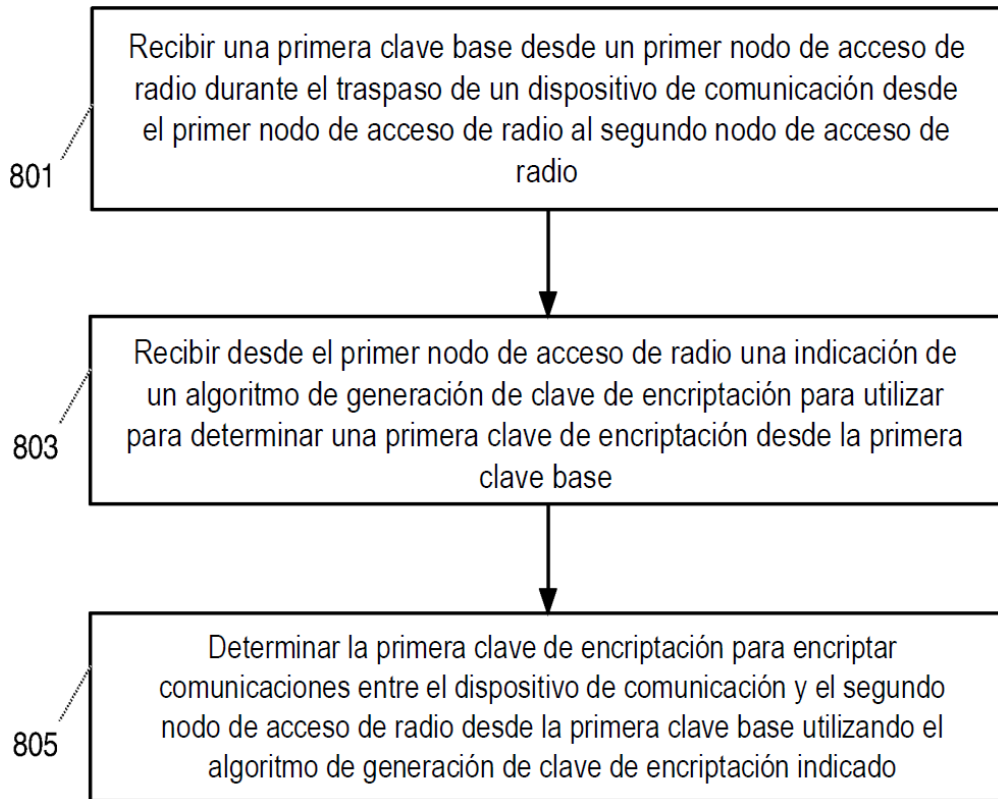 Recibir una primera clave base desde un primer nodo de acceso de
radio durante el traspaso de un dispositivo de comunicación desde
el primer nodo de acceso de radio al segundo nodo de acceso de
radio
801
Recibir desde el primer nodo de acceso de radio una indicación de
un algoritmo de generación de clave de encriptación para utilizar
para determinar una primera clave de encriptación desde la primera
clave base
803
Determinar la primera clave de encriptación para encriptar
comunicaciones entre el dispositivo de comunicación y el segundo
nodo de acceso de radio desde la primera clave base utilizando el
algoritmo de generación de clave de encriptación indicado
805